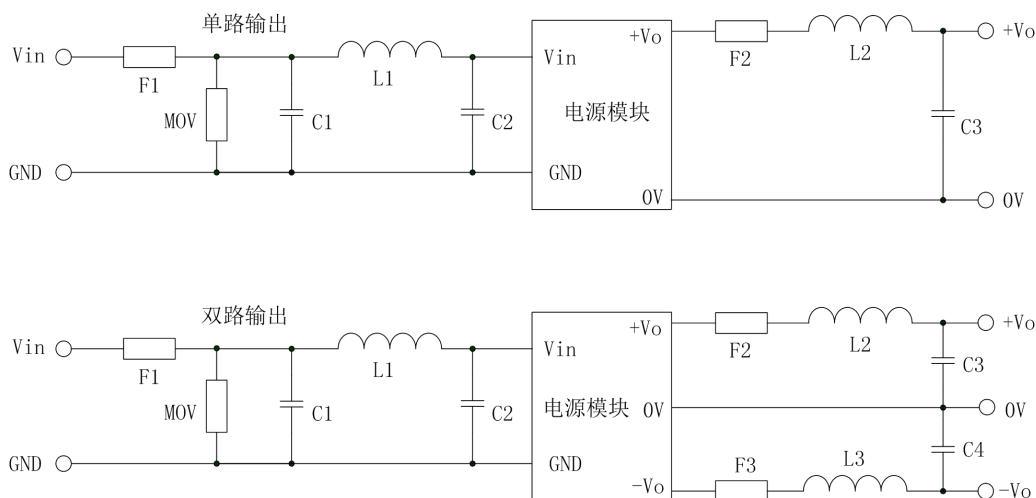 单路输出
Vin
F1
MOV
C1
L1
C2
GND
Vin
电源模块
GND
+Vo
0V
F2
L2
C3
+Vo
0V
双路输出
Vin
F1
MOV
C1
L1
C2
GND
Vin
电源模块
GND
+Vo
0V
-Vo
F2
L2
C3
C4
F3
L3
+Vo
0V
-Vo